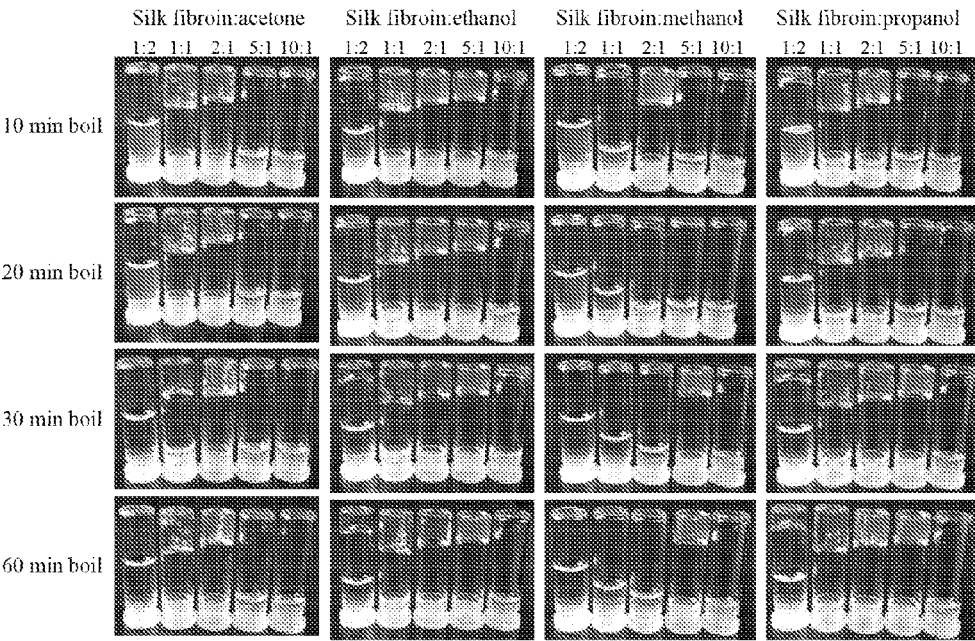 Silk fibroin:acetone Silk fibroin:ethanol Silk fibroin:methanol Silk fibroin:propanol
1:2 1:1 2:1 5:1 10:1 1:2 1:1 2:1 5:1 10:1 1:2 1:1 2:1 5:1 10:1 1:2 1:1 2:1 5:1 10:1
10 min boil
20 min boil
30 min boil
60 min boil